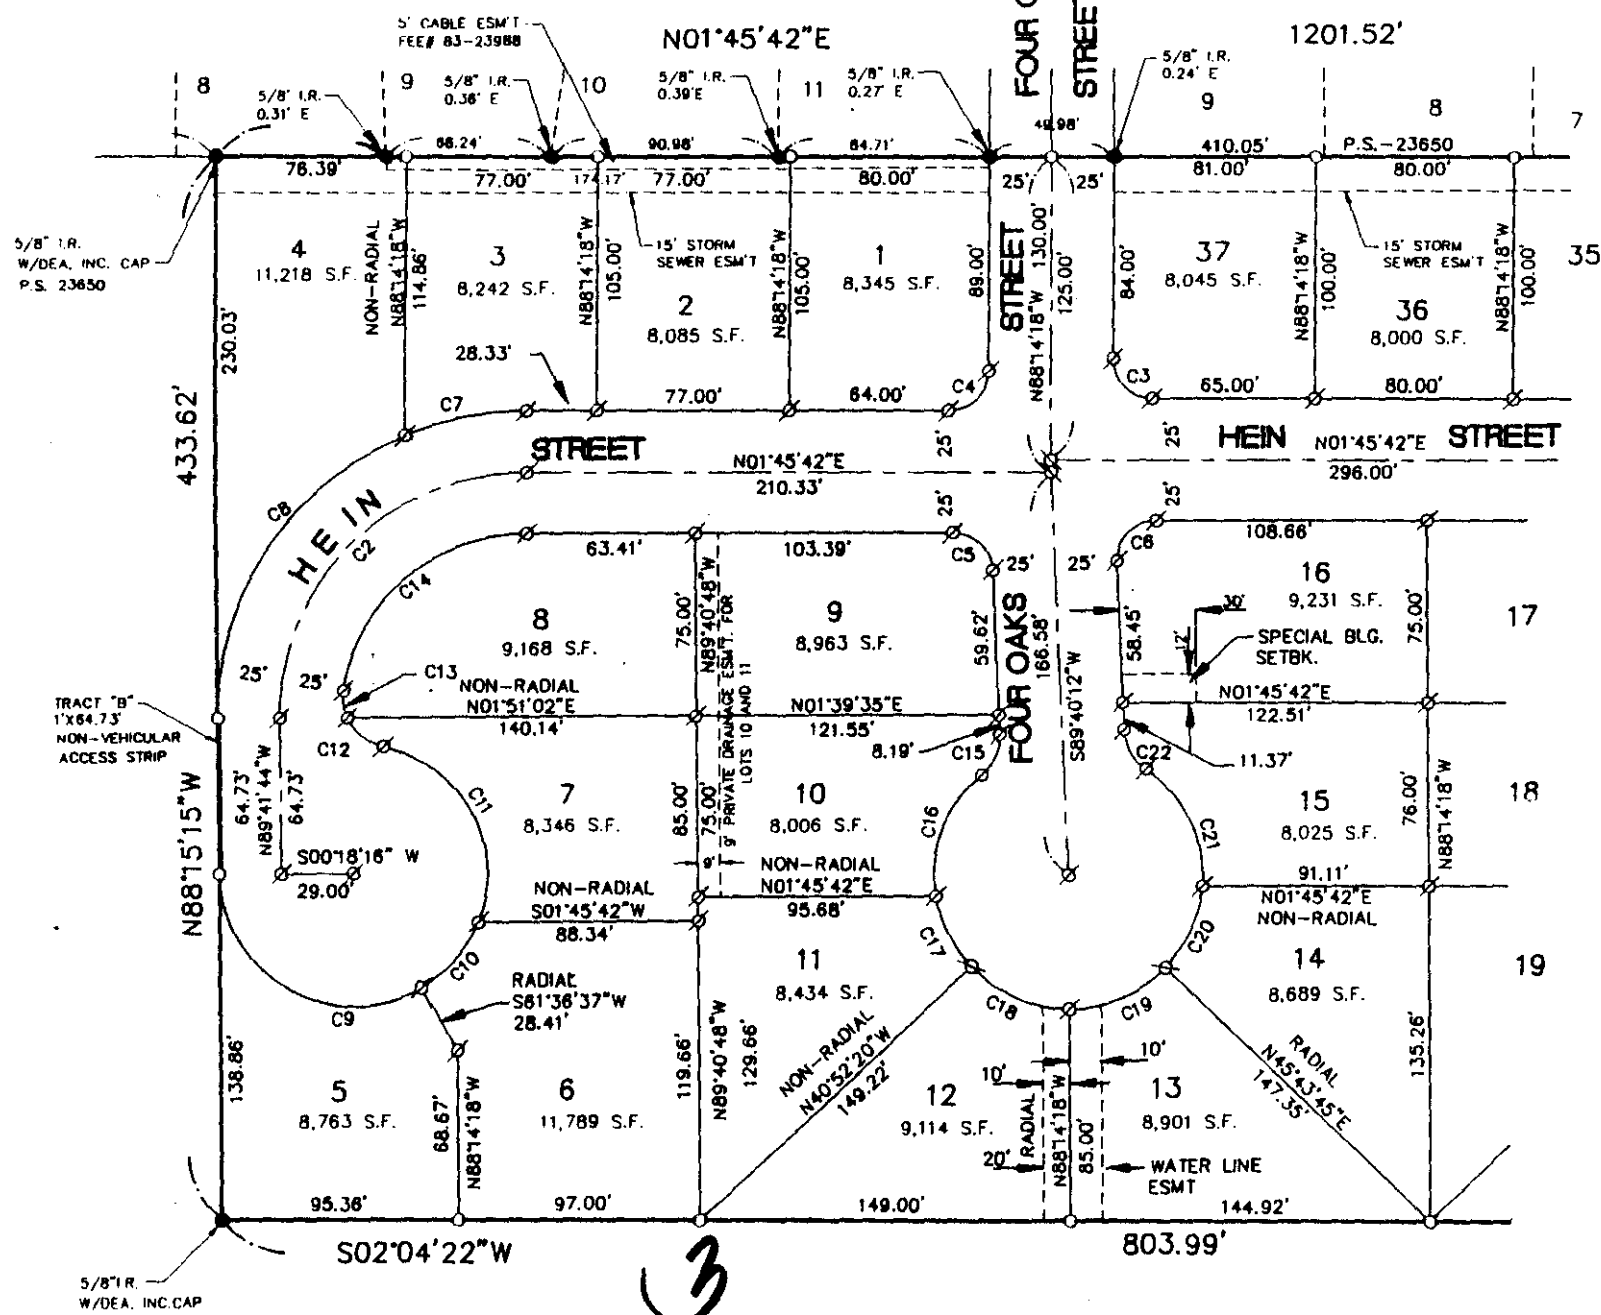 5' CABLE ESM'T
FEE# 83-23988
N01°45'42"E
FOUR
STREET
1201.52'
5/8" I.R.
0.24' E
8
5/8" I.R.
0.31' E
9
5/8" I.R.
0.36' E
10
5/8" I.R.
0.39'E
11
5/8" I.R.
0.27' E
9
8
7
68.24'
90.98'
64.71'
49.98'
410.05'
P.S.-23650
76.39'
77.00'
174.17'
77.00'
80.00'
25'
25'
81.00'
80.00'
5/8" I.R.
W/DEA, INC. CAP
P.S. 23650
4
11,218 S.F.
NON-RADIAL
N88°14'18"W
114.86'
3
8,242 S.F.
N88°14'18"W
105.00'
15' STORM
SEWER ESM'T
2
8,085 S.F.
N88°14'18"W
105.00'
1
8,345 S.F.
89.00'
STREET
N88°14'18"W 130.00'
125.00'
84.00'
37
8,045 S.F.
N88°14'18"W
100.00'
15' STORM
SEWER ESM'T
36
8,000 S.F.
N88°14'18"W
100.00'
35
230.03'
433.62'
28.33'
C7
77.00'
64.00'
C4
C3
65.00'
80.00'
STREET
25'
25'
HEIN
N01°45'42"E
STREET
N01°45'42"E
210.33'
296.00'
C8
HEIN
C2
25'
25'
C14
63.41'
103.39'
C5
25'
25'
C6
108.66'
8
9,168 S.F.
75.00'
N89°40'48"W
9' PRIVATE DRAINAGE ESM'T. FOR
LOTS 10 AND 11
9
8,963 S.F.
59.62'
FOUR OAKS
166.58'
S89°40'12"W
58.45'
16
9,231 S.F.
30'
12'
SPECIAL BLG.
SETBK.
75.00'
17
25'
25'
C13
NON-RADIAL
N01°51'02"E
140.14'
N01°39'35"E
121.55'
8.19'
N01°45'42"E
122.51'
TRACT "B"
1'X64.73'
NON-VEHICULAR
ACCESS STRIP
C12
C15
C22
11.37'
64.73'
N89°41'44"W
64.73'
N88°15'15"W
C11
7
8,346 S.F.
85.00'
75.00'
10
8,006 S.F.
C16
C21
15
8,025 S.F.
76.00'
N88°14'18"W
18
S00°18'16" W
29.00'
NON-RADIAL
S01°45'42"W
88.34'
9'
NON-RADIAL
N01°45'42"E
95.68'
91.11'
N01°45'42"E
NON-RADIAL
C10
C9
RADIAL
S61°36'37"W
28.41'
11
8,434 S.F.
C17
C18
C19
C20
14
8,689 S.F.
19
138.86'
5
8,763 S.F.
68.67'
N88°14'18"W
6
11,789 S.F.
119.66'
N89°40'48"W
129.66'
NON-RADIAL
N40°52'20"W
149.22'
12
9,114 S.F.
10'
10'
20'
RADIAL
N88°14'18"W
85.00'
13
8,901 S.F.
WATER LINE
ESMT
RADIAL
N45°43'45"E
147.35'
135.26'
95.36'
97.00'
149.00'
144.92'
S02°04'22"W
803.99'
3
5/8"I.R.
W/DEA, INC.CAP